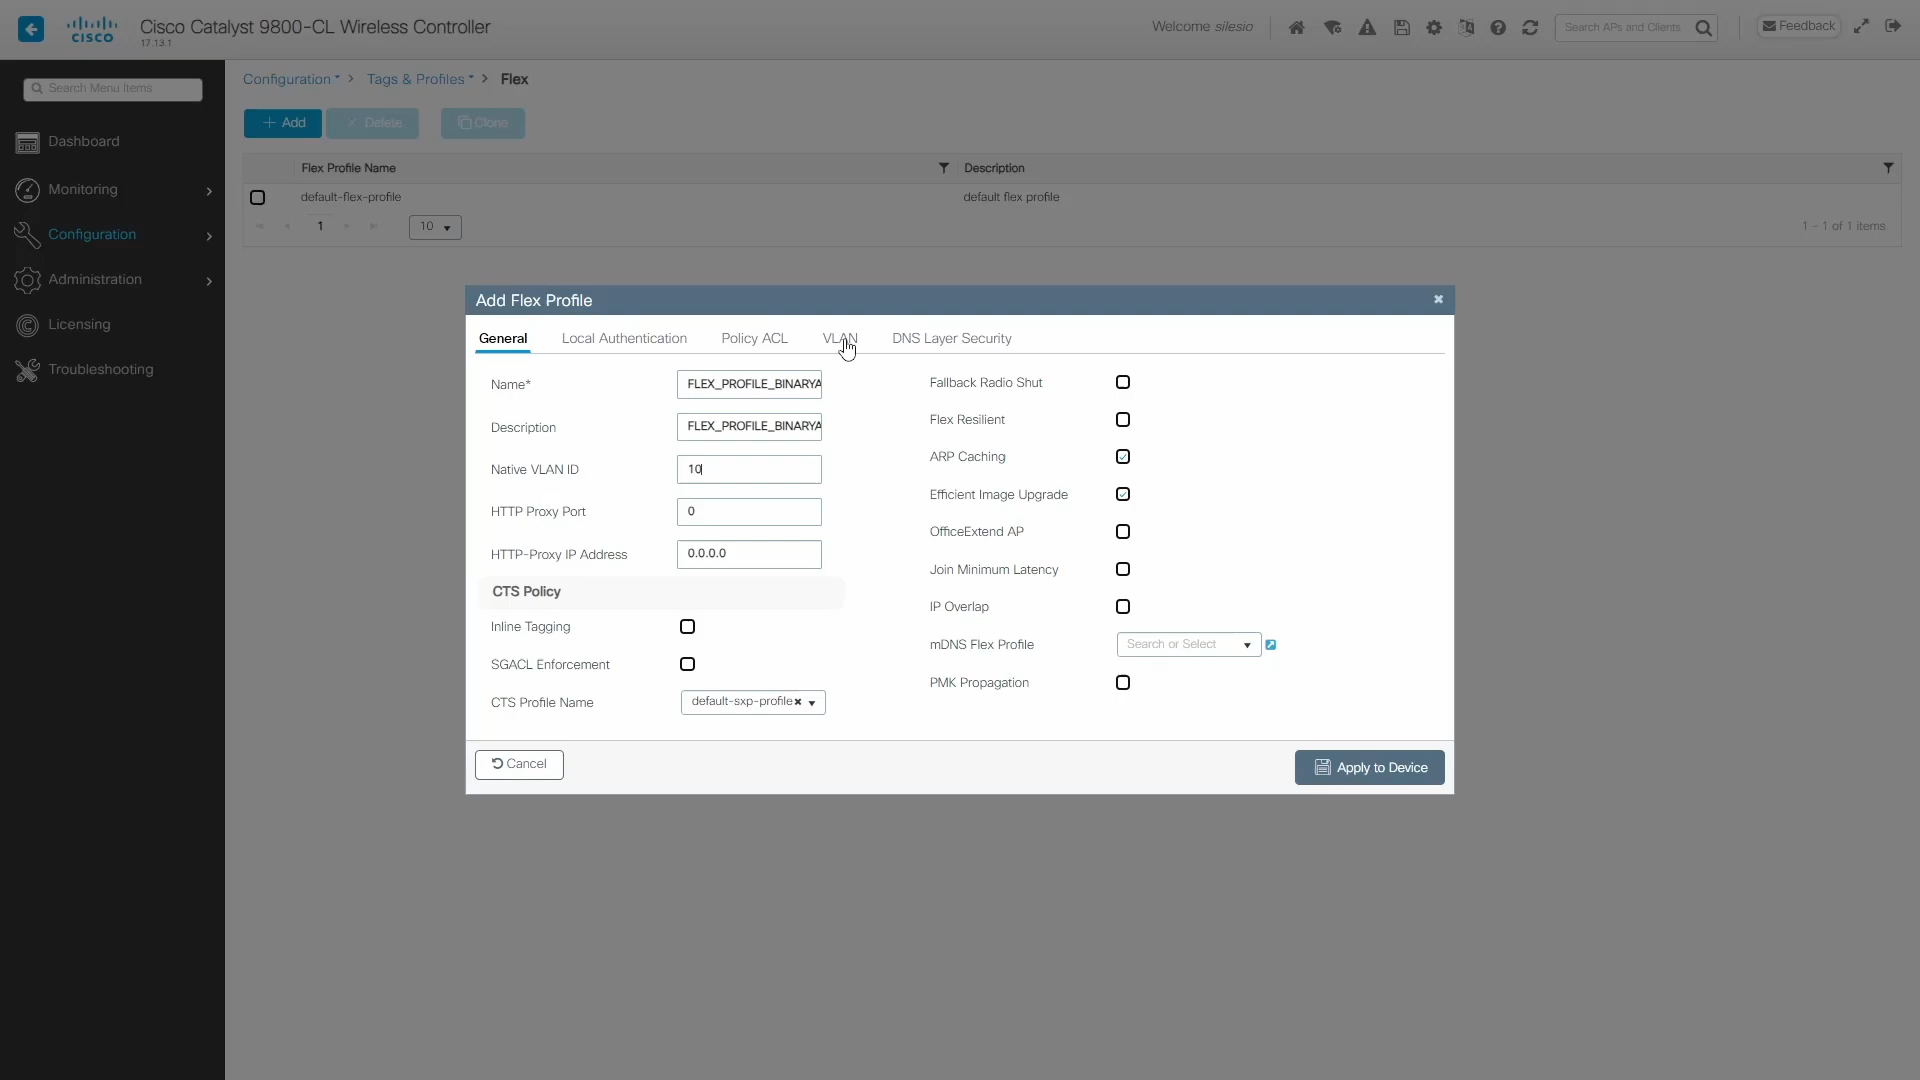 cisco
Cisco Catalyst 9800-CL Wireless Controller
17.13.1
Welcome silesio
Search APs and Clients
Feedback
Search Menu Items
Dashboard
Monitoring
Configuration
Administration
Licensing
Troubleshooting
Configuration > Tags & Profiles > Flex
+ Add
× Delete
Clone
Flex Profile Name
Description
default-flex-profile
default flex profile
1
10
1 - 1 of 1 items
Add Flex Profile
General
Local Authentication
Policy ACL
VLAN
DNS Layer Security
Name*
FLEX_PROFILE_BINARYA
Description
FLEX_PROFILE_BINARYA
Native VLAN ID
10
HTTP Proxy Port
0
HTTP-Proxy IP Address
0.0.0.0
CTS Policy
Inline Tagging
SGACL Enforcement
CTS Profile Name
default-sxp-profile
Fallback Radio Shut
Flex Resilient
ARP Caching
Efficient Image Upgrade
OfficeExtend AP
Join Minimum Latency
IP Overlap
mDNS Flex Profile
Search or Select
PMK Propagation
Cancel
Apply to Device